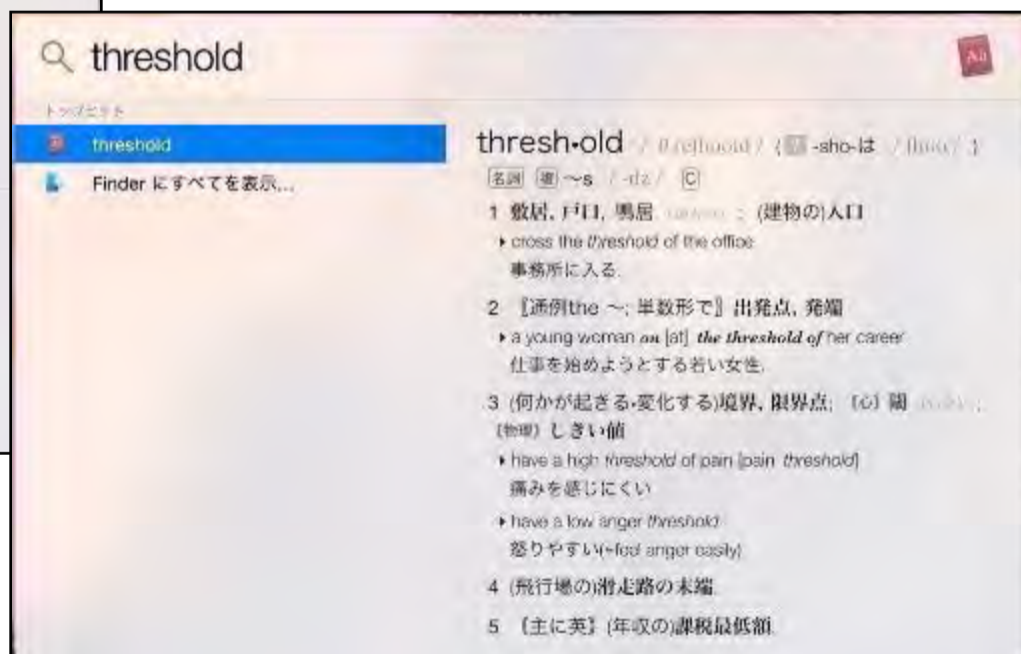 threshold
トップヒット
threshold
Finder にすべてを表示...
thresh•old
-sho-は
名詞 複 ~s /-dz/ C
1 敷居, 戸口, 鴨居 ; (建物の)入口
cross the threshold of the office
事務所に入る.
2 〖通例the ~; 単数形で〗出発点, 発端
a young woman on [at] the threshold of her career
仕事を始めようとする若い女性.
3 (何かが起きる・変化する)境界, 限界点; 〔心〕閾
〔物理〕しきい値
have a high threshold of pain [pain threshold]
痛みを感じにくい
have a low anger threshold
怒りやすい(=feel anger easily)
4 (飛行場の)滑走路の末端.
5 〖主に英〗(年収の)課税最低額.